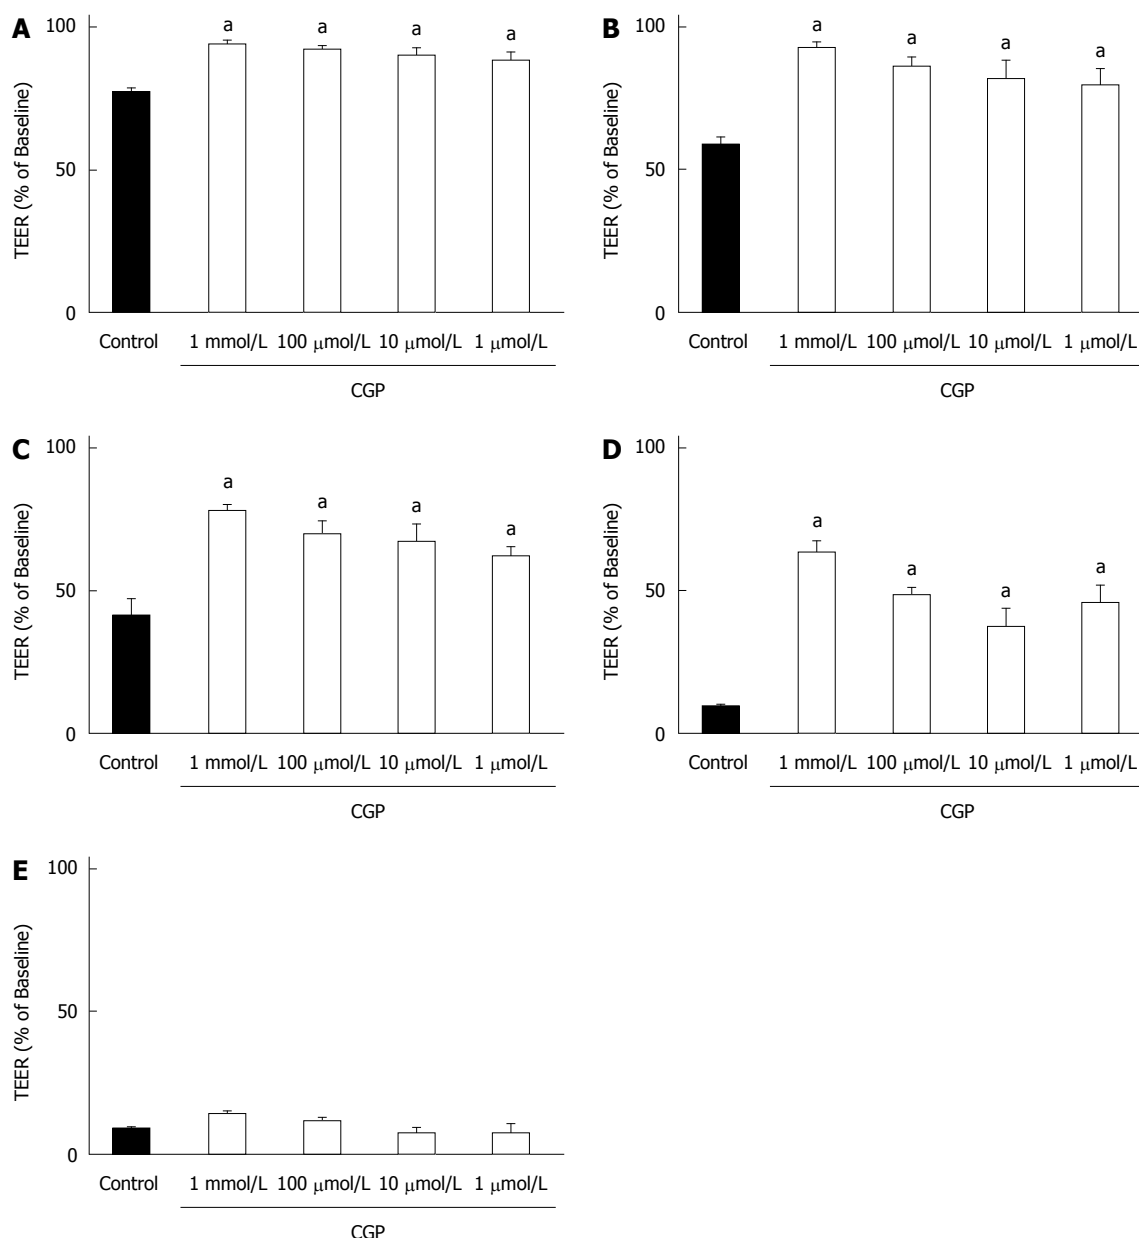 A
TEER (% of Baseline)
100
50
0
a
a
a
a
Control
1 mmol/L
100 μmol/L
10 μmol/L
1 μmol/L
CGP
B
TEER (% of Baseline)
100
50
0
a
a
a
a
Control
1 mmol/L
100 μmol/L
10 μmol/L
1 μmol/L
CGP
C
TEER (% of Baseline)
100
50
0
a
a
a
a
Control
1 mmol/L
100 μmol/L
10 μmol/L
1 μmol/L
CGP
D
TEER (% of Baseline)
100
50
0
a
a
a
a
Control
1 mmol/L
100 μmol/L
10 μmol/L
1 μmol/L
CGP
E
TEER (% of Baseline)
100
50
0
Control
1 mmol/L
100 μmol/L
10 μmol/L
1 μmol/L
CGP